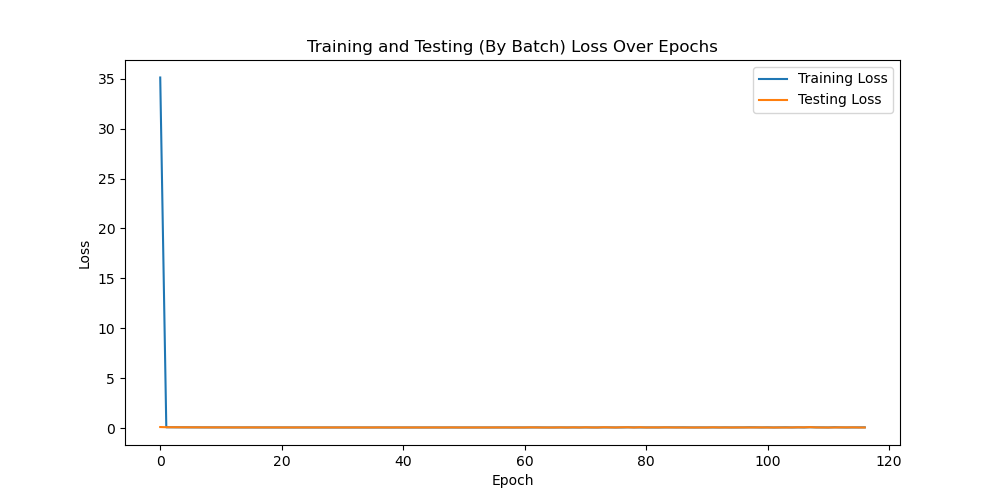 Training and Testing (By Batch) Loss Over Epochs
Training Loss
Testing Loss
35
30
25
20
15
10
5
0
Loss
0 20 40 60 80 100 120
Epoch